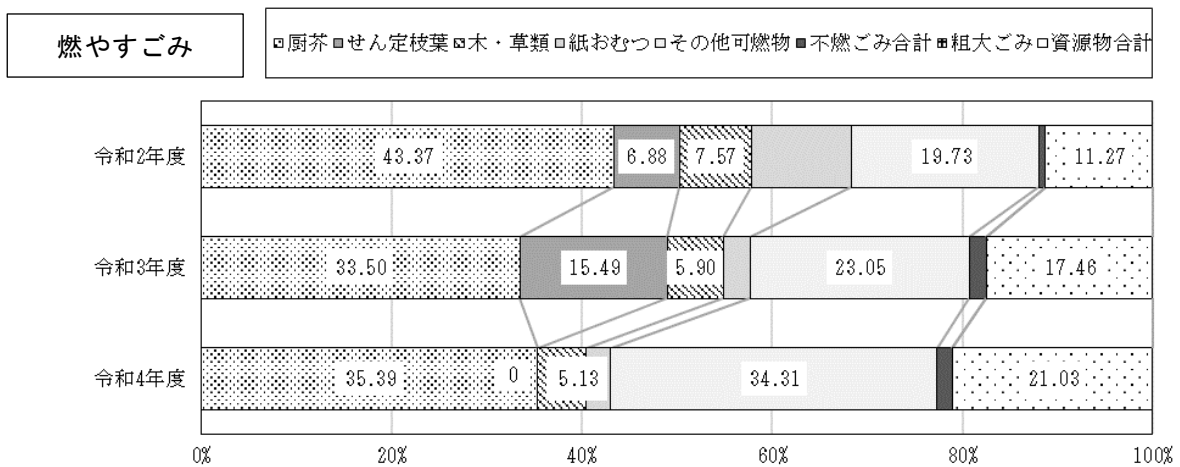 燃やすごみ
厨芥 せん定枝葉 木・草類 紙おむつ その他可燃物 不燃ごみ合計 粗大ごみ 資源物合計
令和2年度 43.37 6.88 7.57 19.73 11.27
令和3年度 33.50 15.49 5.90 23.05 17.46
令和4年度 35.39 0 5.13 34.31 21.03
0% 20% 40% 60% 80% 100%